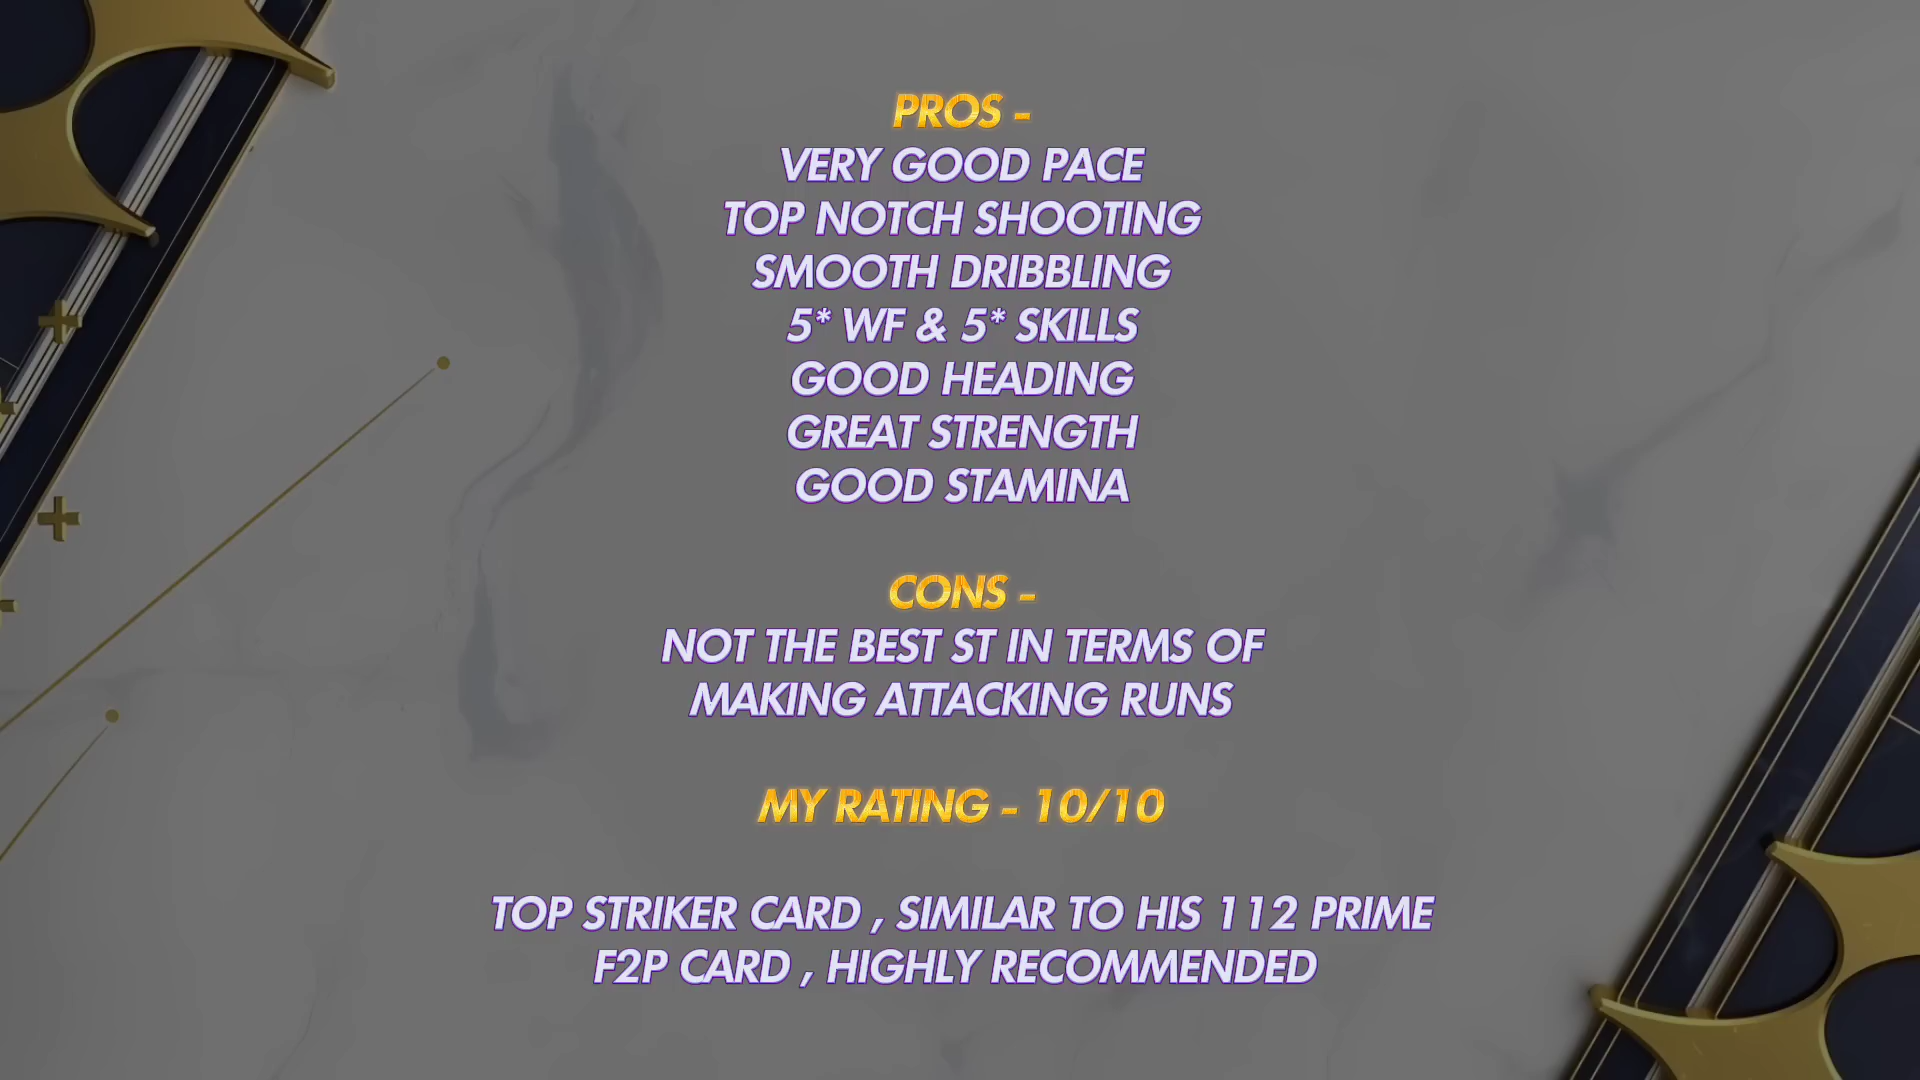 PROS -
VERY GOOD PACE
TOP NOTCH SHOOTING
SMOOTH DRIBBLING
5* WF & 5* SKILLS
GOOD HEADING
GREAT STRENGTH
GOOD STAMINA
CONS -
NOT THE BEST ST IN TERMS OF
MAKING ATTACKING RUNS
MY RATING - 10/10
TOP STRIKER CARD , SIMILAR TO HIS 112 PRIME
F2P CARD , HIGHLY RECOMMENDED